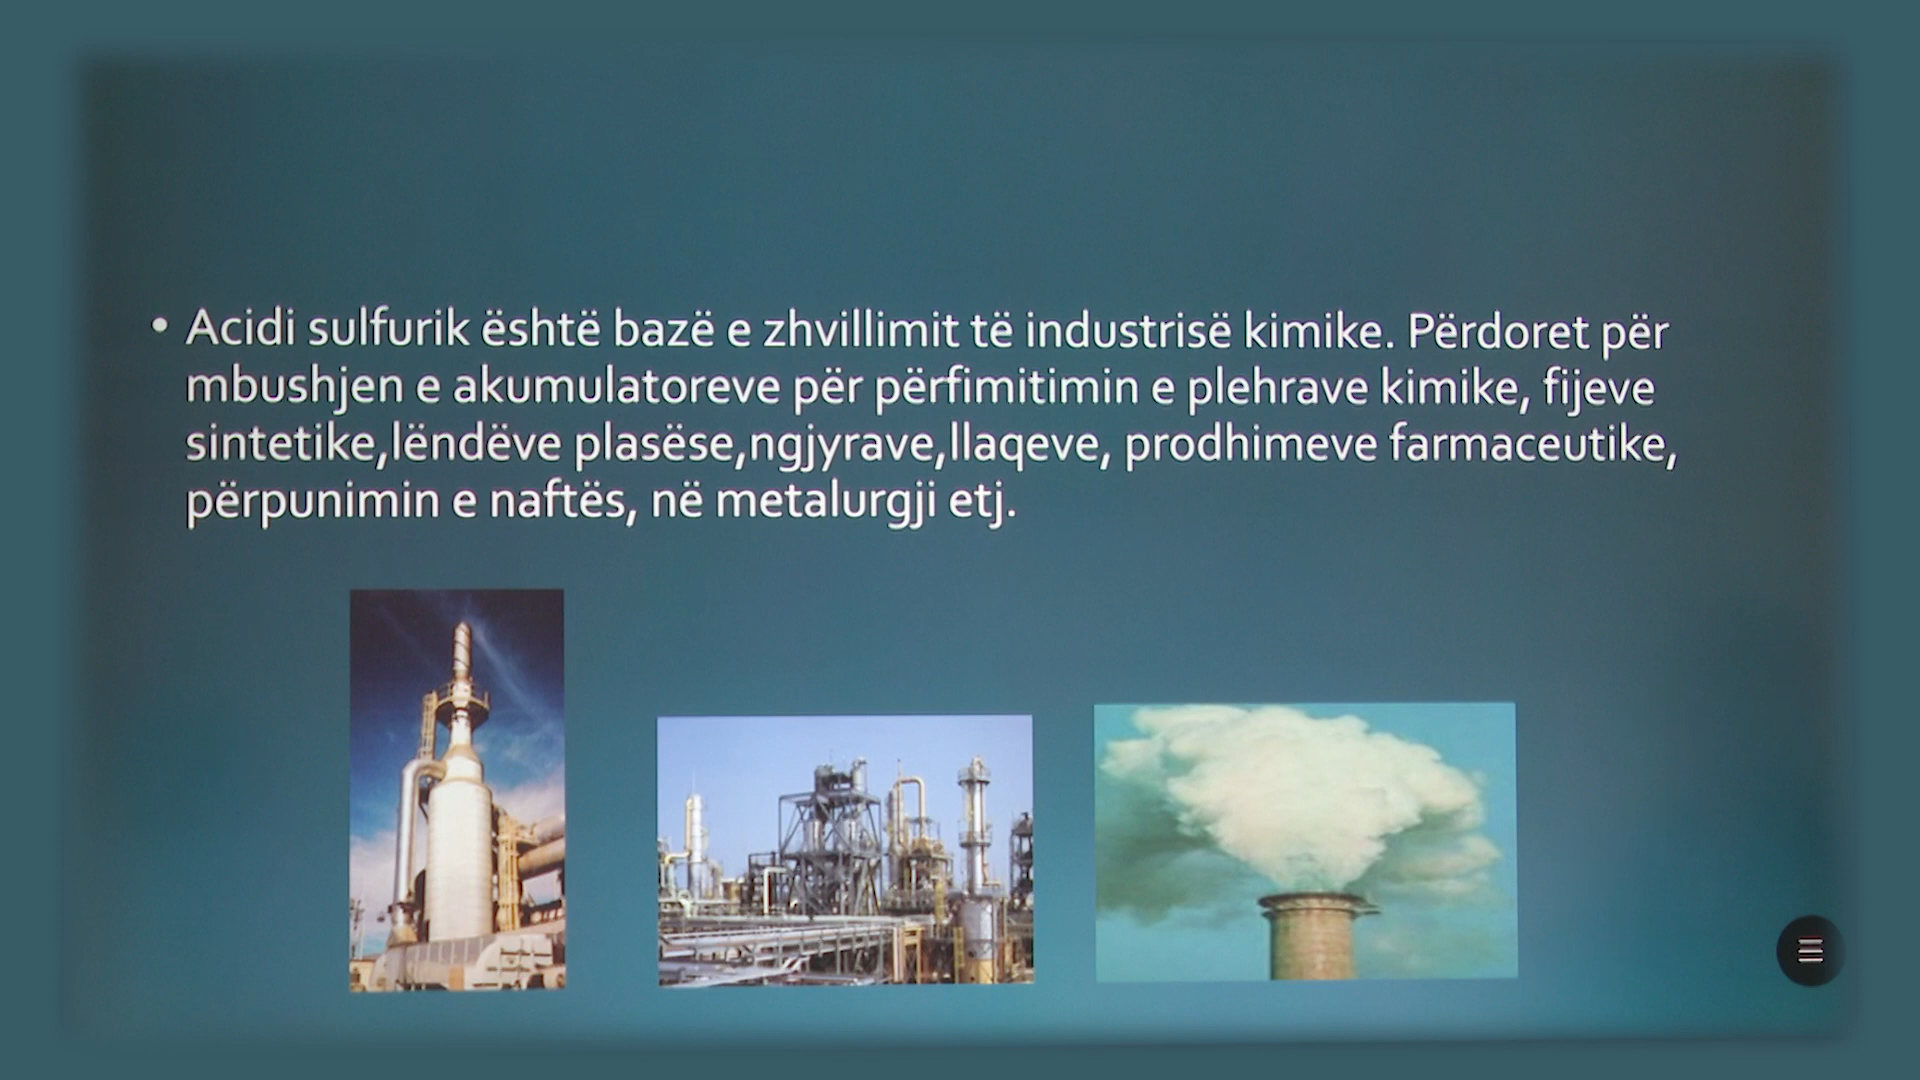 • Acidi sulfurik është bazë e zhvillimit të industrisë kimike. Përdoret për
mbushjen e akumulatoreve për përfimitimin e plehrave kimike, fijeve
sintetike,lëndëve plasëse,ngjyrave,llaqeve, prodhimeve farmaceutike,
përpunimin e naftës, në metalurgji etj.